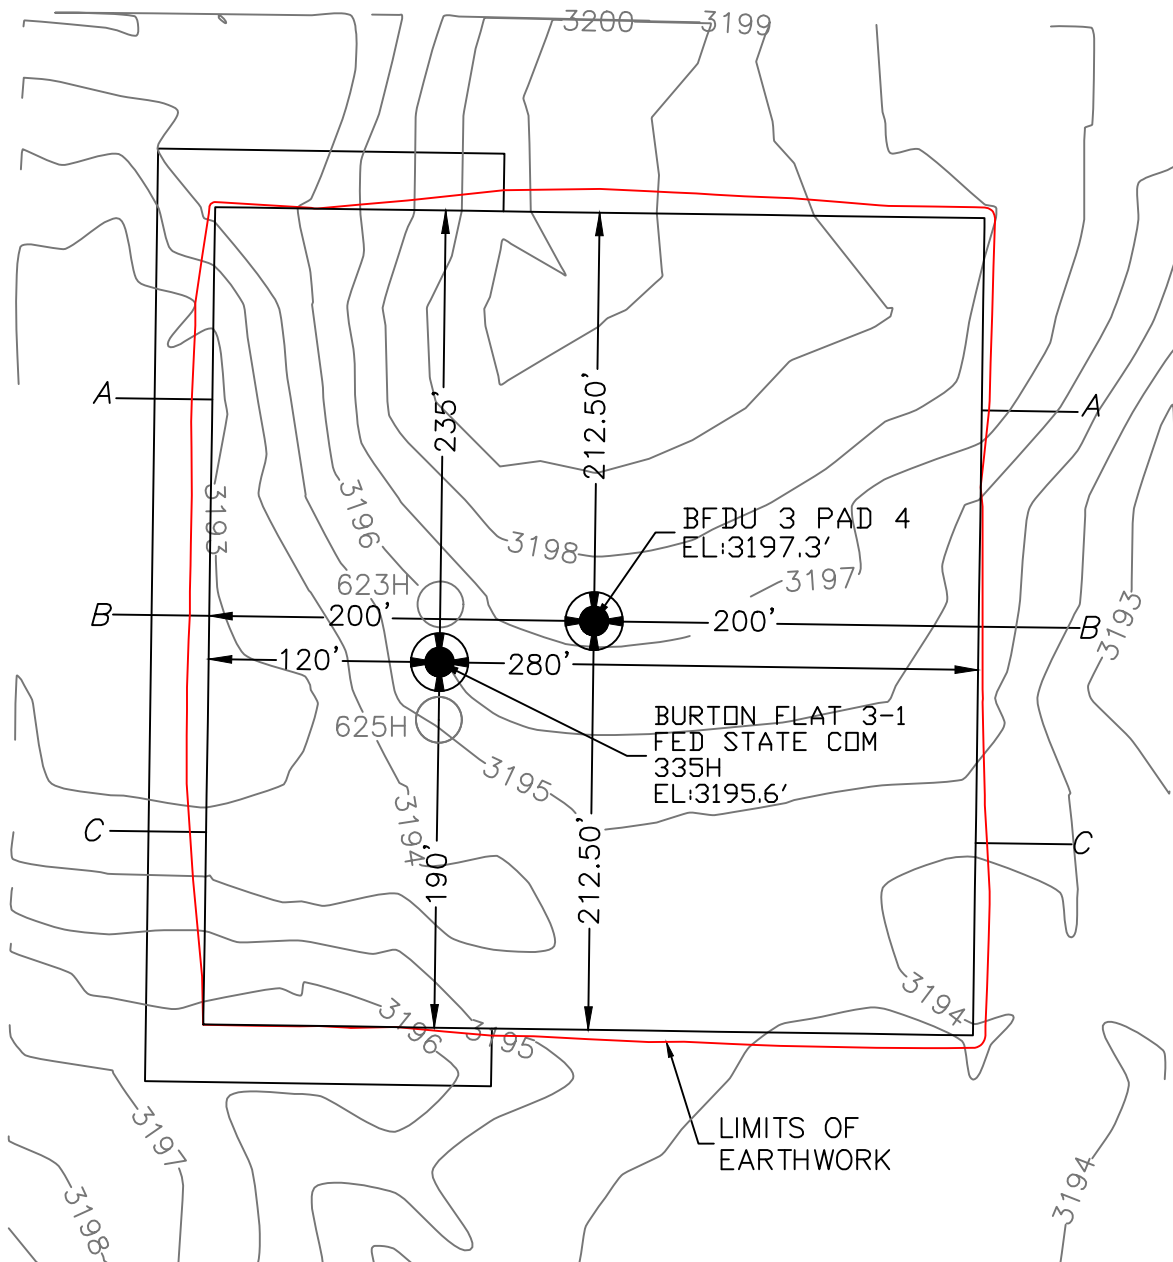 3200
3199
A
A
235'
212.50'
3193
3196
BFDU 3 PAD 4
EL:3197.3'
3198
3197
623H
B
200'
200'
B
3193
120'
280'
625H
BURTON FLAT 3-1
FED STATE COM
335H
EL:3195.6'
3195
3194
C
C
190'
212.50'
3194
3196
3195
3197
LIMITS OF
EARTHWORK
3194
3198